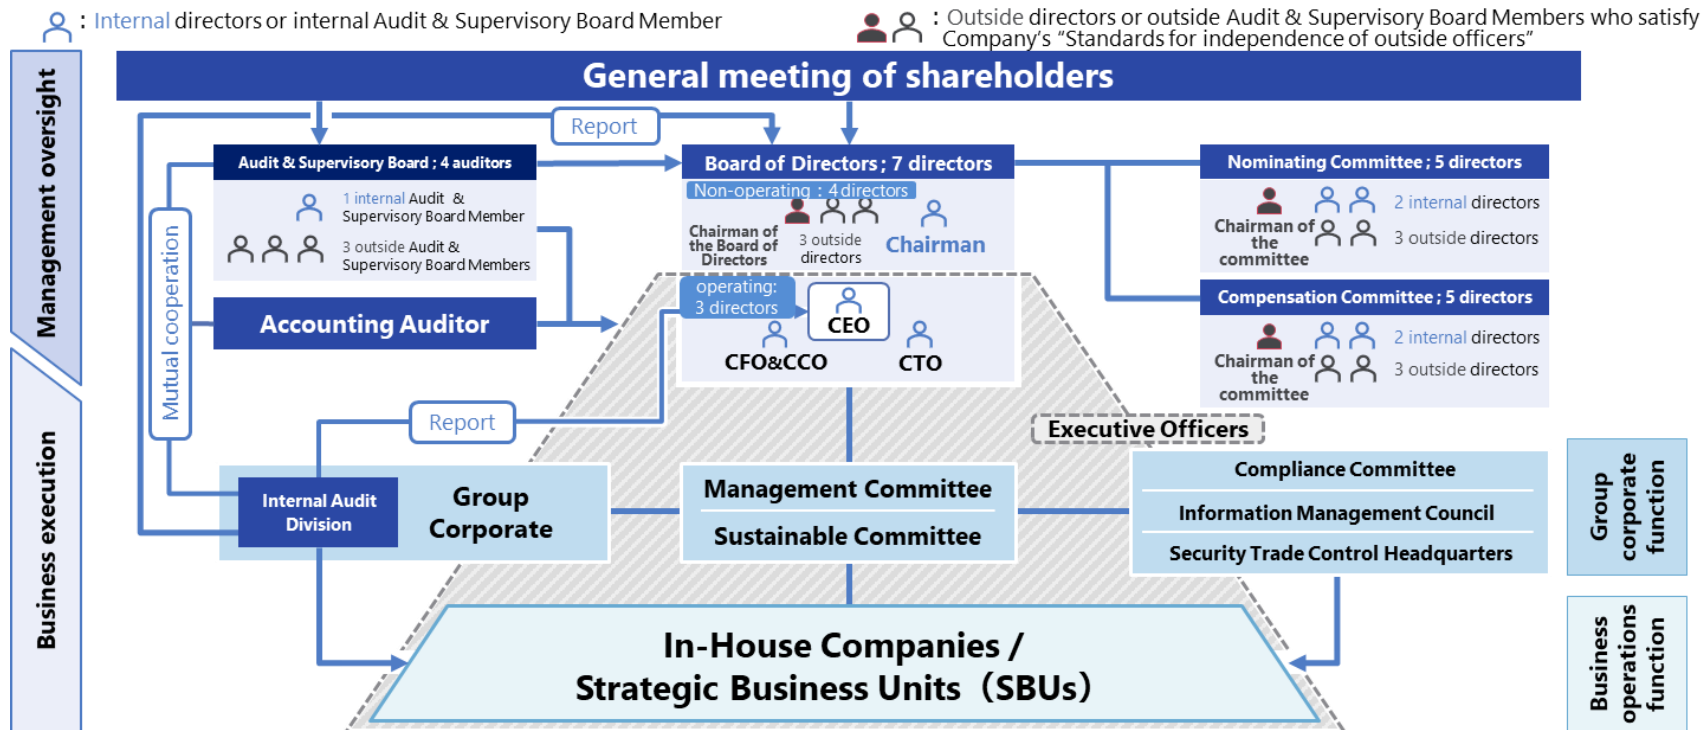 : Internal directors or internal Audit & Supervisory Board Member
: Outside directors or outside Audit & Supervisory Board Members who satisfy
Company's "Standards for independence of outside officers"
Management oversight
General meeting of shareholders
Report
Audit & Supervisory Board ; 4 auditors
1 internal Audit &
Supervisory Board Member
3 outside Audit &
Supervisory Board Members
Board of Directors ; 7 directors
Non-operating : 4 directors
Chairman of
the Board of
Directors
3 outside
directors
Chairman
Nominating Committee ; 5 directors
2 internal directors
Chairman of
the
committee
3 outside directors
Compensation Committee ; 5 directors
2 internal directors
Chairman of
the
committee
3 outside directors
Mutual cooperation
Accounting Auditor
operating:
3 directors
CEO
CFO&CCO
CTO
Report
Executive Officers
Business execution
Internal Audit
Division
Group
Corporate
Management Committee
Sustainable Committee
Compliance Committee
Information Management Council
Security Trade Control Headquarters
Group
corporate
function
In-House Companies /
Strategic Business Units（SBUs）
Business
operations
function